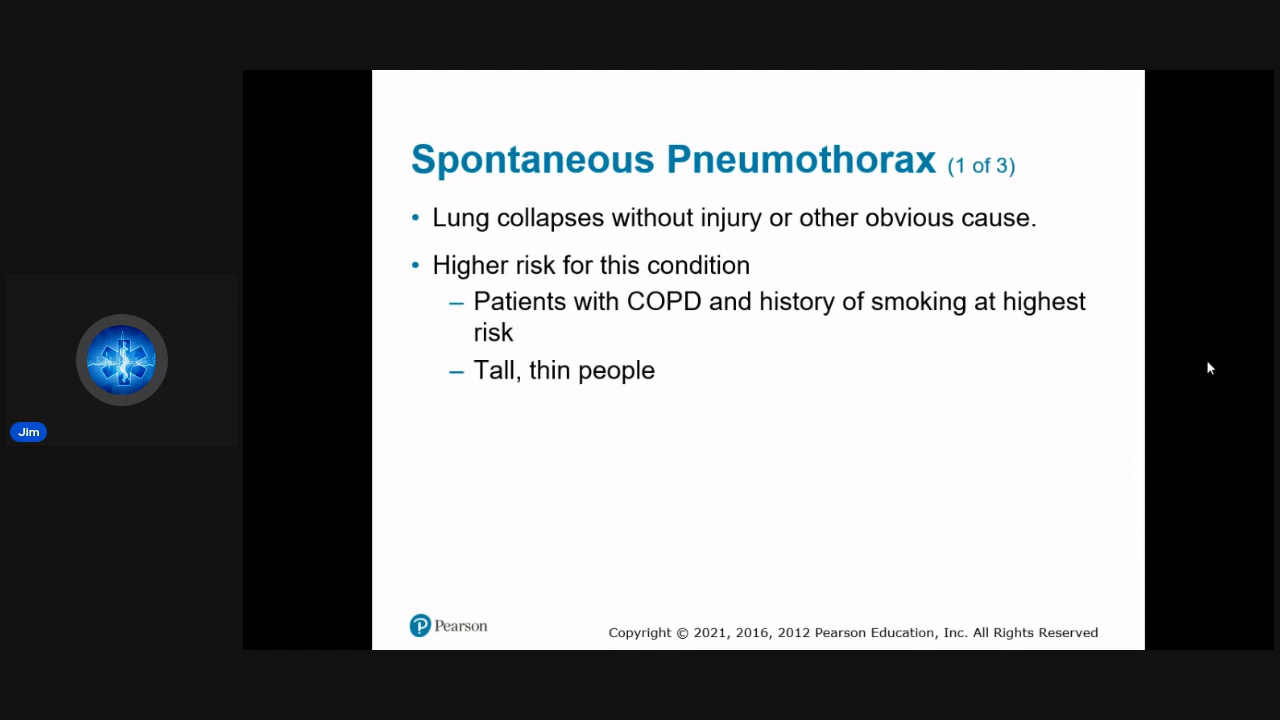 Spontaneous Pneumothorax (1 of 3)
• Lung collapses without injury or other obvious cause.
• Higher risk for this condition
– Patients with COPD and history of smoking at highest
risk
– Tall, thin people
Jim
Pearson
Copyright © 2021, 2016, 2012 Pearson Education, Inc. All Rights Reserved